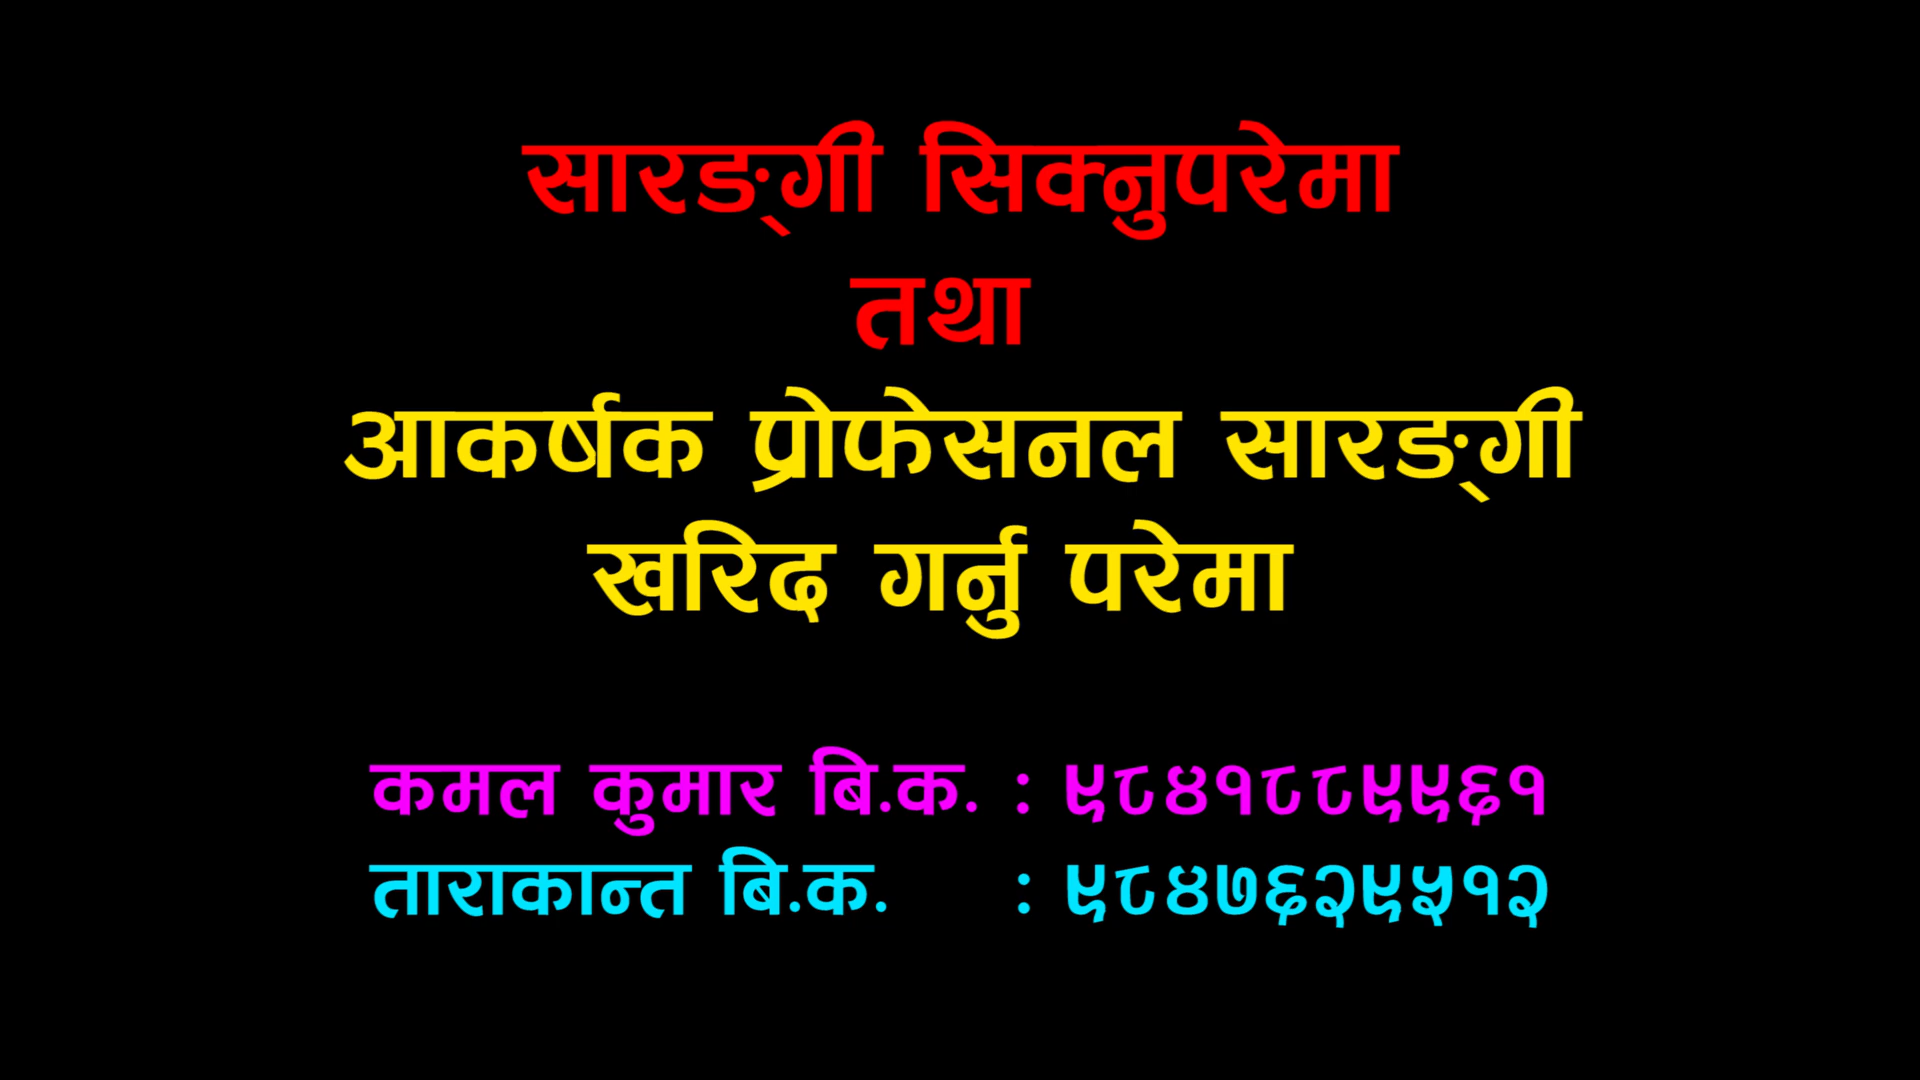 सारङ्गी सिक्नुपरेमा
तथा
आकर्षक प्रोफेसनल सारङ्गी
खरिद गर्नु परेमा
कमल कुमार बि.क. : ९८४१८८९९६१
ताराकान्त बि.क. : ९८४७६२९५१२